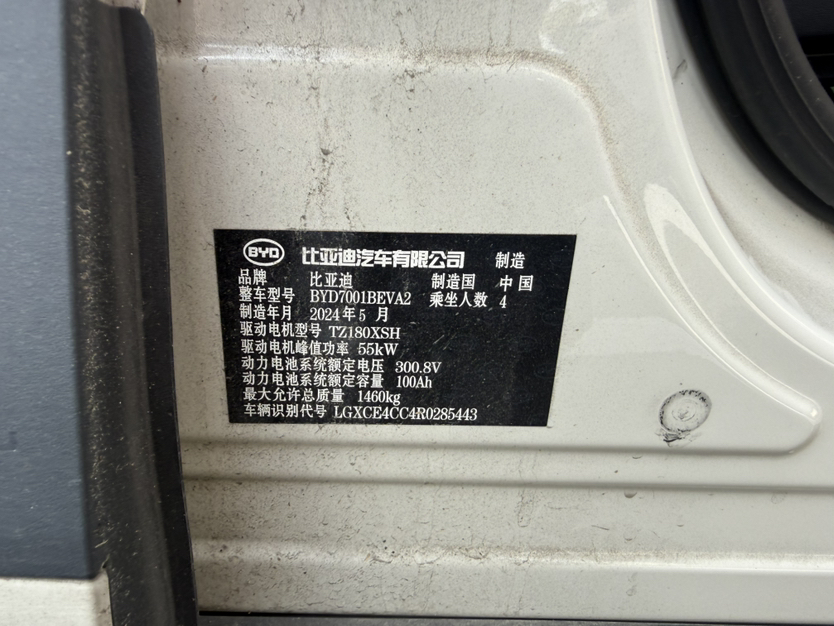 BYD 比亚迪汽车有限公司 制造
品牌 比亚迪 制造国 中国
整车型号 BYD7001BEVA2 乘坐人数 4
制造年月 2024年5月
驱动电机型号 TZ180XSH
驱动电机峰值功率 55kW
动力电池系统额定电压 300.8V
动力电池系统额定容量 100Ah
最大允许总质量 1460kg
车辆识别代号 LGXCE4CC4R0285443